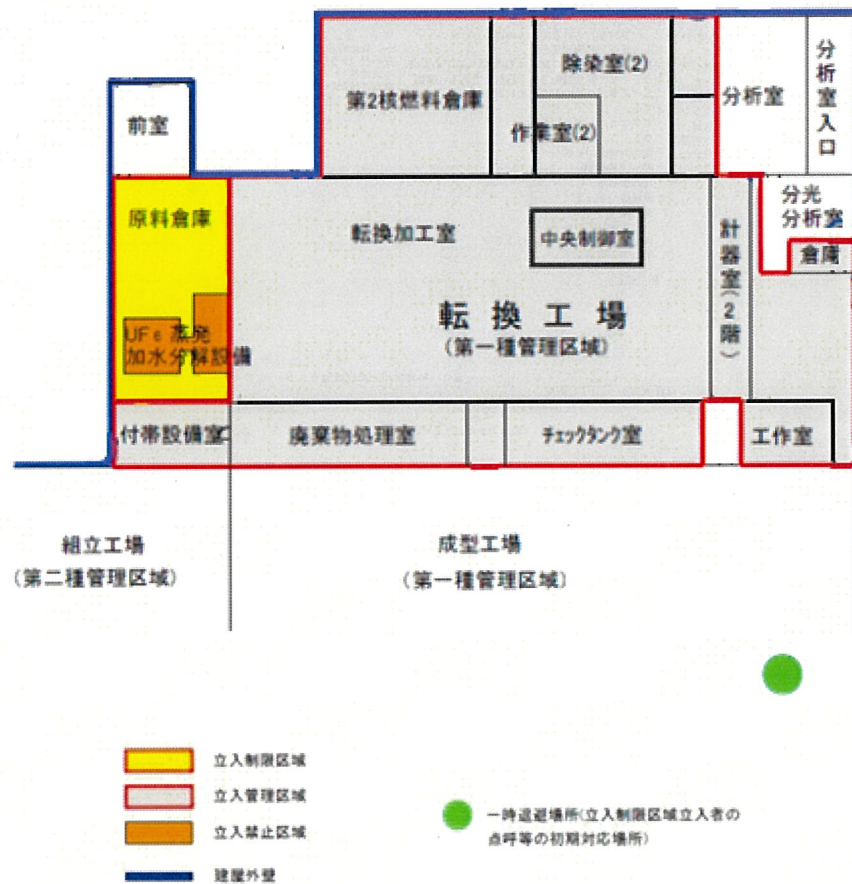 除染室(2)
第2核燃料倉庫
分析室
分析室入口
前室
作業室(2)
原料倉庫
転換加工室
中央制御室
計器室(2階)
分光
分析室
倉庫
転換工場
(第一種管理区域)
UF6 蒸発
加水分解設備
付帯設備室
廃棄物処理室
チェックタンク室
工作室
組立工場
(第二種管理区域)
成型工場
(第一種管理区域)
立入制限区域
立入管理区域
立入禁止区域
建屋外壁
一時退避場所(立入制限区域立入者の
点呼等の初期対応場所)